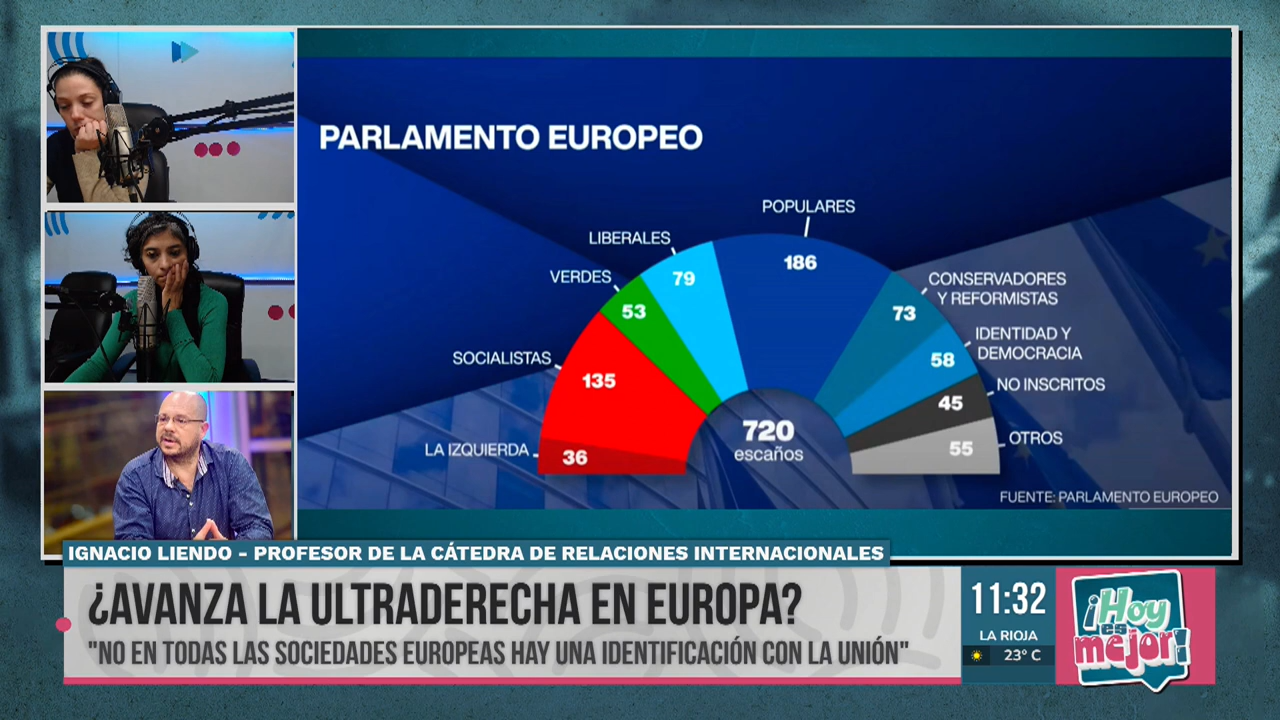 PARLAMENTO EUROPEO
POPULARES
LIBERALES
VERDES
CONSERVADORES
Y REFORMISTAS
IDENTIDAD Y
DEMOCRACIA
NO INSCRITOS
SOCIALISTAS
LA IZQUIERDA
OTROS
186
79
53
73
58
135
45
36
55
720
escaños
FUENTE: PARLAMENTO EUROPEO
IGNACIO LIENDO - PROFESOR DE LA CÁTEDRA DE RELACIONES INTERNACIONALES
¿AVANZA LA ULTRADERECHA EN EUROPA?
"NO EN TODAS LAS SOCIEDADES EUROPEAS HAY UNA IDENTIFICACIÓN CON LA UNIÓN"
11:32
LA RIOJA
23° C
¡Hoy
es
mejor!